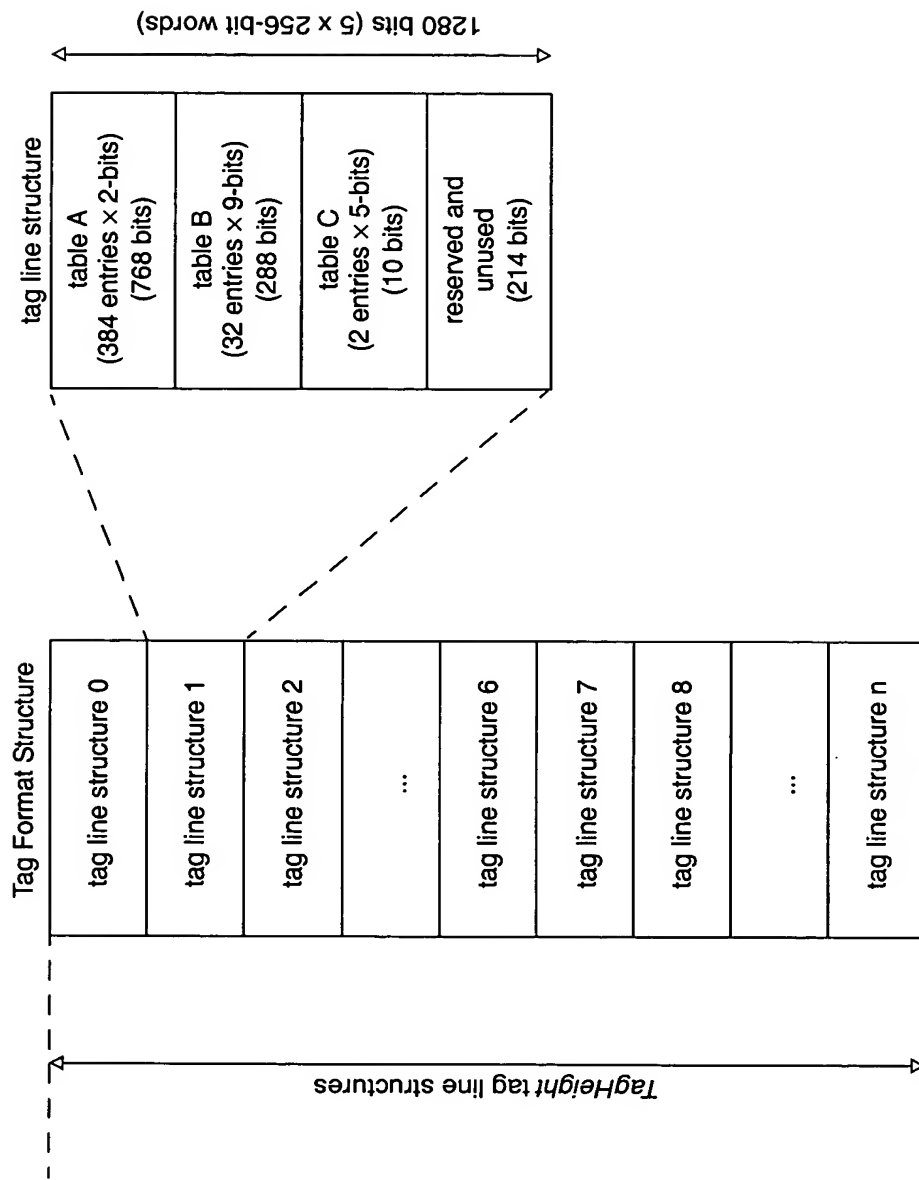 Tag Format Structure
tag line structure 0
tag line structure 1
tag line structure 2
...
tag line structure 6
tag line structure 7
tag line structure 8
...
tag line structure n
TagHeight tag line structures
tag line structure
table A
(384 entries × 2-bits)
(768 bits)
table B
(32 entries × 9-bits)
(288 bits)
table C
(2 entries × 5-bits)
(10 bits)
reserved and
unused
(214 bits)
1280 bits (5 x 256-bit words)